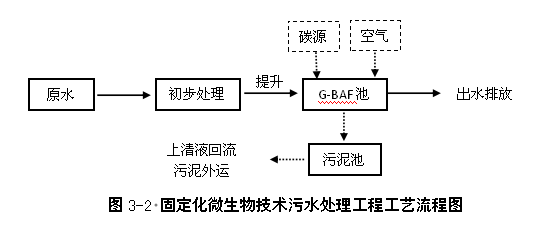 碳源
空气
原水
初步处理
提升
G-BAF池
出水排放
上清液回流
污泥外运
污泥池
图 3-2·固定化微生物技术污水处理工程工艺流程图